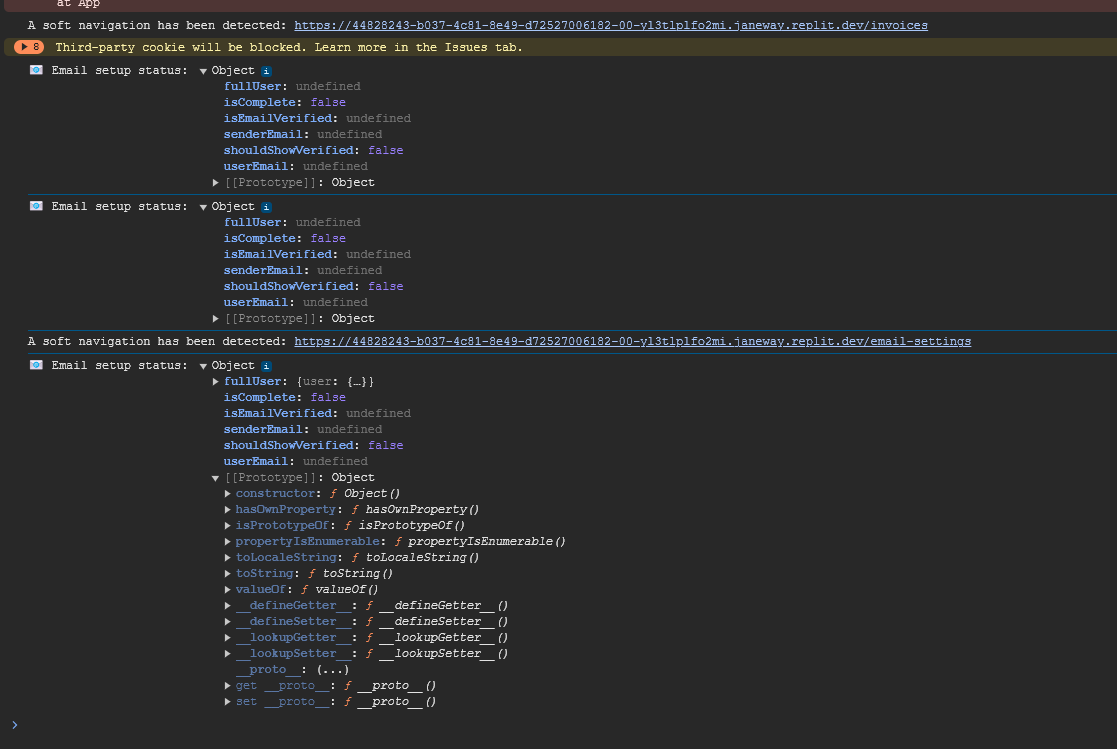 at App
A soft navigation has been detected: https://44828243-b037-4c81-8e49-d72527006182-00-yl3tlplfo2mi.janeway.replit.dev/invoices
8 Third-party cookie will be blocked. Learn more in the Issues tab.
Email setup status: Object i
fullUser: undefined
isComplete: false
isEmailVerified: undefined
senderEmail: undefined
shouldShowVerified: false
userEmail: undefined
[[Prototype]]: Object
Email setup status: Object i
fullUser: undefined
isComplete: false
isEmailVerified: undefined
senderEmail: undefined
shouldShowVerified: false
userEmail: undefined
[[Prototype]]: Object
A soft navigation has been detected: https://44828243-b037-4c81-8e49-d72527006182-00-yl3tlplfo2mi.janeway.replit.dev/email-settings
Email setup status: Object i
fullUser: {user: {…}}
isComplete: false
isEmailVerified: undefined
senderEmail: undefined
shouldShowVerified: false
userEmail: undefined
[[Prototype]]: Object
constructor: ƒ Object()
hasOwnProperty: ƒ hasOwnProperty()
isPrototypeOf: ƒ isPrototypeOf()
propertyIsEnumerable: ƒ propertyIsEnumerable()
toLocaleString: ƒ toLocaleString()
toString: ƒ toString()
valueOf: ƒ valueOf()
__defineGetter__: ƒ __defineGetter__()
__defineSetter__: ƒ __defineSetter__()
__lookupGetter__: ƒ __lookupGetter__()
__lookupSetter__: ƒ __lookupSetter__()
__proto__: (...)
get __proto__: ƒ __proto__()
set __proto__: ƒ __proto__()